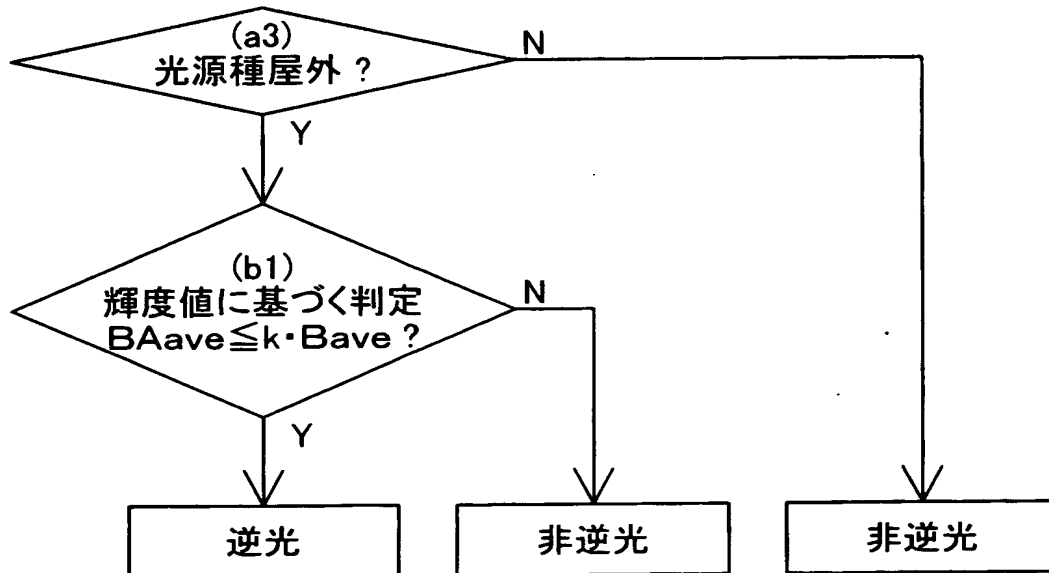 (a3)
光源種屋外?
N
Y
(b1)
輝度値に基づく判定
BAave≦k・Bave?
N
Y
逆光
非逆光
非逆光